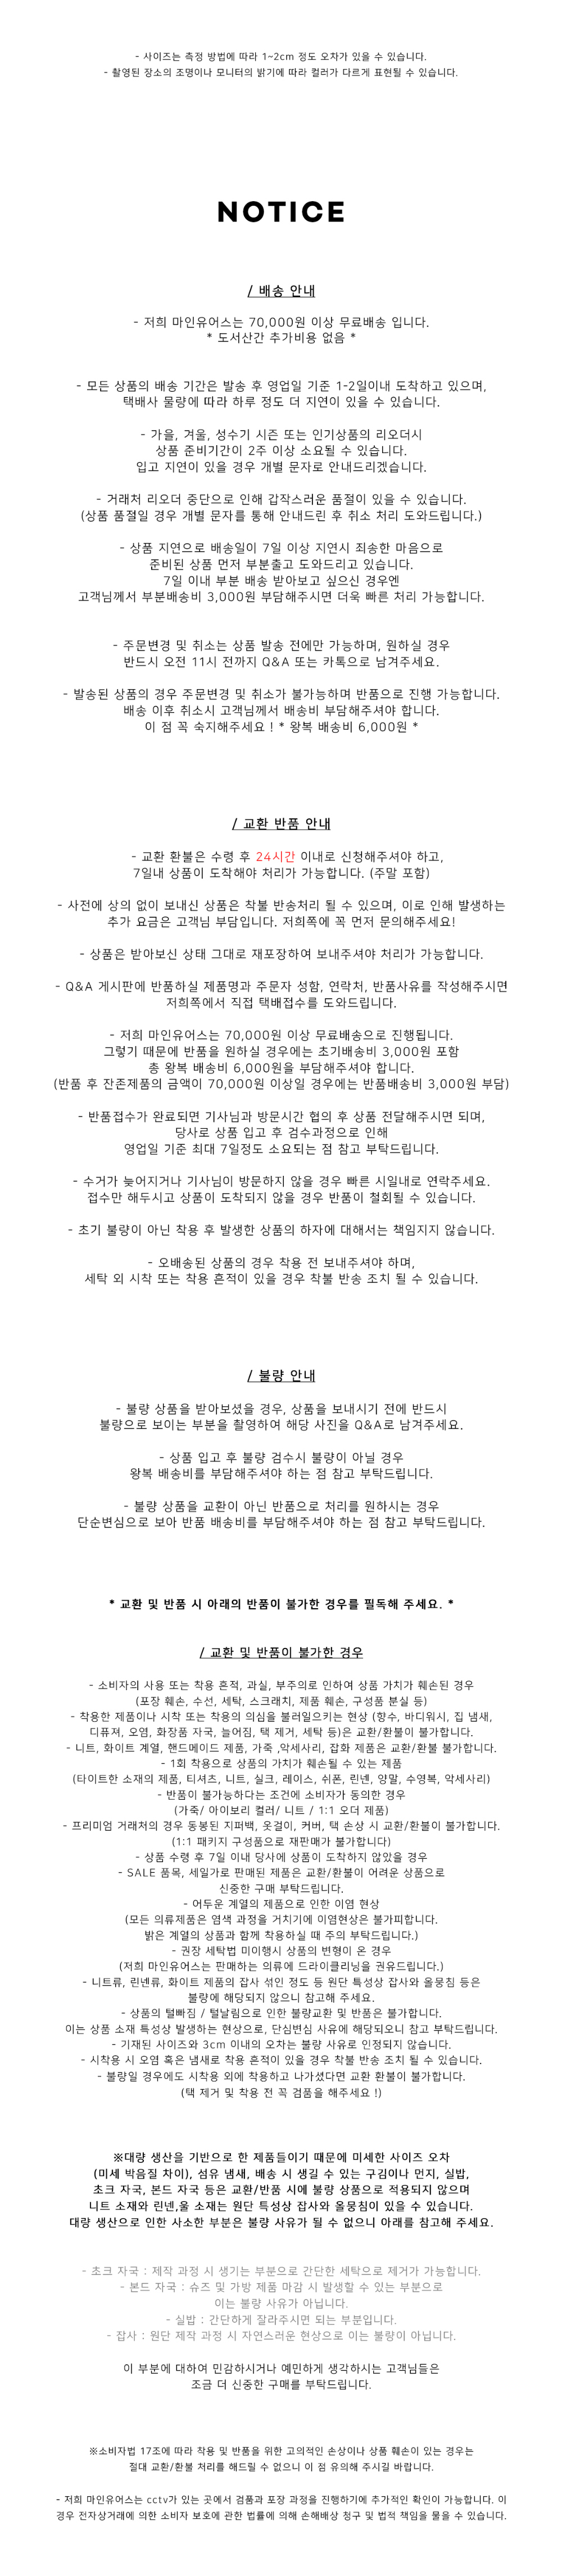 - 사이즈는 측정 방법에 따라 1~2cm 정도 오차가 있을 수 있습니다.
- 촬영된 장소의 조명이나 모니터의 밝기에 따라 컬러가 다르게 표현될 수 있습니다.
NOTICE
/ 배송 안내
- 저희 마인유어스는 70,000원 이상 무료배송 입니다.
* 도서산간 추가비용 없음 *
- 모든 상품의 배송 기간은 발송 후 영업일 기준 1-2일이내 도착하고 있으며,
택배사 물량에 따라 하루 정도 더 지연이 있을 수 있습니다.
- 가을, 겨울, 성수기 시즌 또는 인기상품의 리오더시
상품 준비기간이 2주 이상 소요될 수 있습니다.
입고 지연이 있을 경우 개별 문자로 안내드리겠습니다.
- 거래처 리오더 중단으로 인해 갑작스러운 품절이 있을 수 있습니다.
(상품 품절일 경우 개별 문자를 통해 안내드린 후 취소 처리 도와드립니다.)
- 상품 지연으로 배송일이 7일 이상 지연시 죄송한 마음으로
준비된 상품 먼저 부분출고 도와드리고 있습니다.
7일 이내 부분 배송 받아보고 싶으신 경우엔
고객님께서 부분배송비 3,000원 부담해주시면 더욱 빠른 처리 가능합니다.
- 주문변경 및 취소는 상품 발송 전에만 가능하며, 원하실 경우
반드시 오전 11시 전까지 Q&A 또는 카톡으로 남겨주세요.
- 발송된 상품의 경우 주문변경 및 취소가 불가능하며 반품으로 진행 가능합니다.
배송 이후 취소시 고객님께서 배송비 부담해주셔야 합니다.
이 점 꼭 숙지해주세요 ! * 왕복 배송비 6,000원 *
/ 교환 반품 안내
- 교환 환불은 수령 후 24시간 이내로 신청해주셔야 하고,
7일내 상품이 도착해야 처리가 가능합니다. (주말 포함)
- 사전에 상의 없이 보내신 상품은 착불 반송처리 될 수 있으며, 이로 인해 발생하는
추가 요금은 고객님 부담입니다. 저희쪽에 꼭 먼저 문의해주세요!
- 상품은 받아보신 상태 그대로 재포장하여 보내주셔야 처리가 가능합니다.
- Q&A 게시판에 반품하실 제품명과 주문자 성함, 연락처, 반품사유를 작성해주시면
저희쪽에서 직접 택배접수를 도와드립니다.
- 저희 마인유어스는 70,000원 이상 무료배송으로 진행됩니다.
그렇기 때문에 반품을 원하실 경우에는 초기배송비 3,000원 포함
총 왕복 배송비 6,000원을 부담해주셔야 합니다.
(반품 후 잔존제품의 금액이 70,000원 이상일 경우에는 반품배송비 3,000원 부담)
- 반품접수가 완료되면 기사님과 방문시간 협의 후 상품 전달해주시면 되며,
당사로 상품 입고 후 검수과정으로 인해
영업일 기준 최대 7일정도 소요되는 점 참고 부탁드립니다.
- 수거가 늦어지거나 기사님이 방문하지 않을 경우 빠른 시일내로 연락주세요.
접수만 해두시고 상품이 도착되지 않을 경우 반품이 철회될 수 있습니다.
- 초기 불량이 아닌 착용 후 발생한 상품의 하자에 대해서는 책임지지 않습니다.
- 오배송된 상품의 경우 착용 전 보내주셔야 하며,
세탁 외 시착 또는 착용 흔적이 있을 경우 착불 반송 조치 될 수 있습니다.
/ 불량 안내
- 불량 상품을 받아보셨을 경우, 상품을 보내시기 전에 반드시
불량으로 보이는 부분을 촬영하여 해당 사진을 Q&A로 남겨주세요.
- 상품 입고 후 불량 검수시 불량이 아닐 경우
왕복 배송비를 부담해주셔야 하는 점 참고 부탁드립니다.
- 불량 상품을 교환이 아닌 반품으로 처리를 원하시는 경우
단순변심으로 보아 반품 배송비를 부담해주셔야 하는 점 참고 부탁드립니다.
* 교환 및 반품 시 아래의 반품이 불가한 경우를 필독해 주세요. *
/ 교환 및 반품이 불가한 경우
- 소비자의 사용 또는 착용 흔적, 과실, 부주의로 인하여 상품 가치가 훼손된 경우
(포장 훼손, 수선, 세탁, 스크래치, 제품 훼손, 구성품 분실 등)
- 착용한 제품이나 시착 또는 착용의 의심을 불러일으키는 현상 (향수, 바디워시, 집 냄새,
디퓨져, 오염, 화장품 자국, 늘어짐, 택 제거, 세탁 등)은 교환/환불이 불가합니다.
- 니트, 화이트 계열, 핸드메이드 제품, 가죽 ,악세사리, 잡화 제품은 교환/환불 불가합니다.
- 1회 착용으로 상품의 가치가 훼손될 수 있는 제품
(타이트한 소재의 제품, 티셔츠, 니트, 실크, 레이스, 쉬폰, 린넨, 양말, 수영복, 악세사리)
- 반품이 불가능하다는 조건에 소비자가 동의한 경우
(가죽/ 아이보리 컬러/ 니트 / 1:1 오더 제품)
- 프리미엄 거래처의 경우 동봉된 지퍼백, 옷걸이, 커버, 택 손상 시 교환/환불이 불가합니다.
(1:1 패키지 구성품으로 재판매가 불가합니다)
- 상품 수령 후 7일 이내 당사에 상품이 도착하지 않았을 경우
- SALE 품목, 세일가로 판매된 제품은 교환/환불이 어려운 상품으로
신중한 구매 부탁드립니다.
- 어두운 계열의 제품으로 인한 이염 현상
(모든 의류제품은 염색 과정을 거치기에 이염현상은 불가피합니다.
밝은 계열의 상품과 함께 착용하실 때 주의 부탁드립니다.)
- 권장 세탁법 미이행시 상품의 변형이 온 경우
(저희 마인유어스는 판매하는 의류에 드라이클리닝을 권유드립니다.)
- 니트류, 린넨류, 화이트 제품의 잡사 섞인 정도 등 원단 특성상 잡사와 올뭉침 등은
불량에 해당되지 않으니 참고해 주세요.
- 상품의 털빠짐 / 털날림으로 인한 불량교환 및 반품은 불가합니다.
이는 상품 소재 특성상 발생하는 현상으로, 단심변심 사유에 해당되오니 참고 부탁드립니다.
- 기재된 사이즈와 3cm 이내의 오차는 불량 사유로 인정되지 않습니다.
- 시착용 시 오염 혹은 냄새로 착용 흔적이 있을 경우 착불 반송 조치 될 수 있습니다.
- 불량일 경우에도 시착용 외에 착용하고 나가셨다면 교환 환불이 불가합니다.
(택 제거 및 착용 전 꼭 검품을 해주세요 !)
※대량 생산을 기반으로 한 제품들이기 때문에 미세한 사이즈 오차
(미세 박음질 차이), 섬유 냄새, 배송 시 생길 수 있는 구김이나 먼지, 실밥,
초크 자국, 본드 자국 등은 교환/반품 시에 불량 상품으로 적용되지 않으며
니트 소재와 린넨,울 소재는 원단 특성상 잡사와 올뭉침이 있을 수 있습니다.
대량 생산으로 인한 사소한 부분은 불량 사유가 될 수 없으니 아래를 참고해 주세요.
- 초크 자국 : 제작 과정 시 생기는 부분으로 간단한 세탁으로 제거가 가능합니다.
- 본드 자국 : 슈즈 및 가방 제품 마감 시 발생할 수 있는 부분으로
이는 불량 사유가 아닙니다.
- 실밥 : 간단하게 잘라주시면 되는 부분입니다.
- 잡사 : 원단 제작 과정 시 자연스러운 현상으로 이는 불량이 아닙니다.
이 부분에 대하여 민감하시거나 예민하게 생각하시는 고객님들은
조금 더 신중한 구매를 부탁드립니다.
※소비자법 17조에 따라 착용 및 반품을 위한 고의적인 손상이나 상품 훼손이 있는 경우는
절대 교환/환불 처리를 해드릴 수 없으니 이 점 유의해 주시길 바랍니다.
- 저희 마인유어스는 cctv가 있는 곳에서 검품과 포장 과정을 진행하기에 추가적인 확인이 가능합니다. 이
경우 전자상거래에 의한 소비자 보호에 관한 법률에 의해 손해배상 청구 및 법적 책임을 물을 수 있습니다.